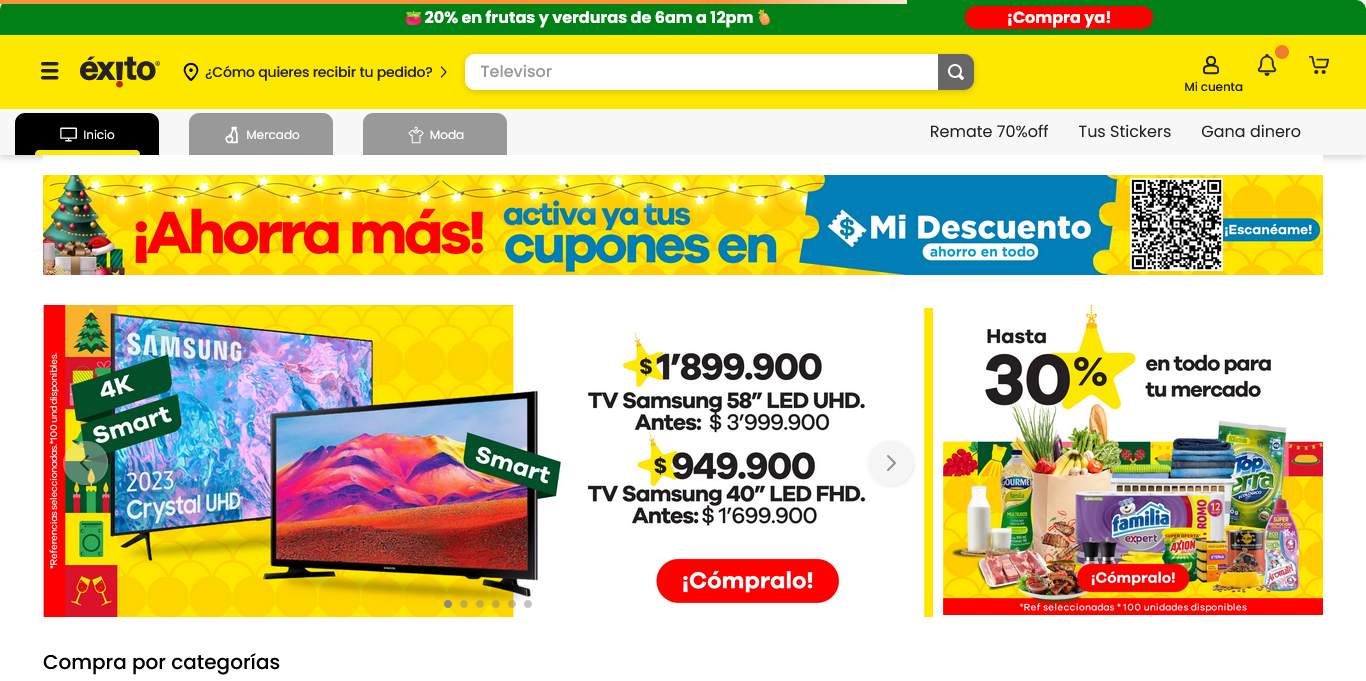 20% en frutas y verduras de 6am a 12pm
¡Compra ya!
éxito
¿Cómo quieres recibir tu pedido?
Televisor
Mi cuenta
Inicio
Mercado
Moda
Remate 70%off
Tus Stickers
Gana dinero
¡Ahorra más!
activa ya tus
cupones en
Mi Descuento
ahorro en todo
¡Escanéame!
*Referencias seleccionadas.*100 und disponibles.
SAMSUNG
4K
Smart
2023
Crystal UHD
Smart
$1'899.900
TV Samsung 58” LED UHD.
Antes: $ 3’999.900
$ 949.900
TV Samsung 40” LED FHD.
Antes: $ 1’699.900
¡Cómpralo!
Hasta
30%
en todo para
tu mercado
GOURMET
familia
expert
PROMO
12
SUPER OFERTA
AXION
¡Cómpralo!
*Ref seleccionadas *100 unidades disponibles
Compra por categorías